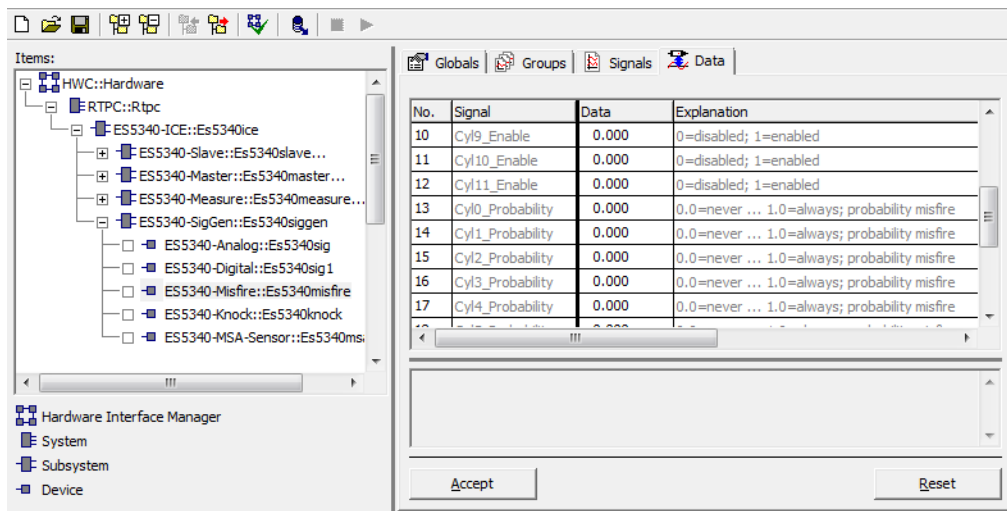 Items:
HWC::Hardware
RTPC::Rtpc
ES5340-ICE::Es5340ice
ES5340-Slave::Es5340slave...
ES5340-Master::Es5340master...
ES5340-Measure::Es5340measure...
ES5340-SigGen::Es5340siggen
ES5340-Analog::Es5340sig
ES5340-Digital::Es5340sig1
ES5340-Misfire::Es5340misfire
ES5340-Knock::Es5340knock
ES5340-MSA-Sensor::Es5340ms
Hardware Interface Manager
System
Subsystem
Device
Globals Groups Signals Data
No. Signal Data Explanation
10 Cyl9_Enable 0.000 0=disabled; 1=enabled
11 Cyl10_Enable 0.000 0=disabled; 1=enabled
12 Cyl11_Enable 0.000 0=disabled; 1=enabled
13 Cyl0_Probability 0.000 0.0=never ... 1.0=always; probability misfire
14 Cyl1_Probability 0.000 0.0=never ... 1.0=always; probability misfire
15 Cyl2_Probability 0.000 0.0=never ... 1.0=always; probability misfire
16 Cyl3_Probability 0.000 0.0=never ... 1.0=always; probability misfire
17 Cyl4_Probability 0.000 0.0=never ... 1.0=always; probability misfire
Accept Reset